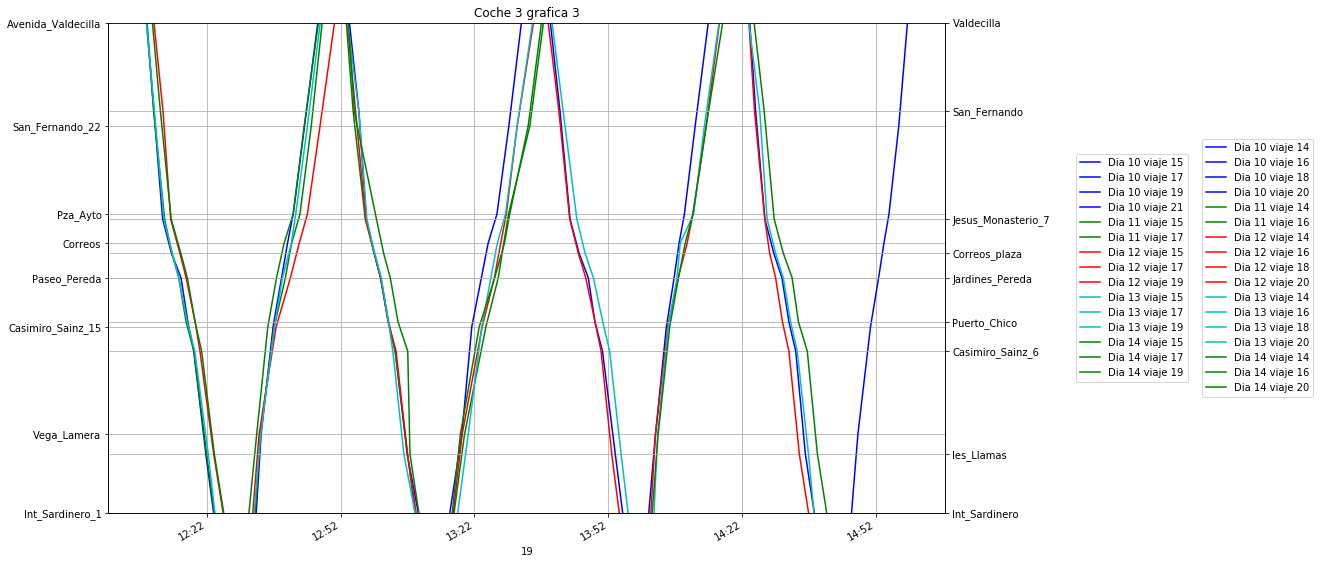 Coche 3 grafica 3
Avenida_Valdecilla
San_Fernando_22
Pza_Ayto
Correos
Paseo_Pereda
Casimiro_Sainz_15
Vega_Lamera
Int_Sardinero_1
Valdecilla
San_Fernando
Jesus_Monasterio_7
Correos_plaza
Jardines_Pereda
Puerto_Chico
Casimiro_Sainz_6
Ies_Llamas
Int_Sardinero
12:22
12:52
13:22
13:52
14:22
14:52
19
Dia 10 viaje 15
Dia 10 viaje 17
Dia 10 viaje 19
Dia 10 viaje 21
Dia 11 viaje 15
Dia 11 viaje 17
Dia 12 viaje 15
Dia 12 viaje 17
Dia 12 viaje 19
Dia 13 viaje 15
Dia 13 viaje 17
Dia 13 viaje 19
Dia 14 viaje 15
Dia 14 viaje 17
Dia 14 viaje 19
Dia 10 viaje 14
Dia 10 viaje 16
Dia 10 viaje 18
Dia 10 viaje 20
Dia 11 viaje 14
Dia 11 viaje 16
Dia 12 viaje 14
Dia 12 viaje 16
Dia 12 viaje 18
Dia 12 viaje 20
Dia 13 viaje 14
Dia 13 viaje 16
Dia 13 viaje 18
Dia 13 viaje 20
Dia 14 viaje 14
Dia 14 viaje 16
Dia 14 viaje 20